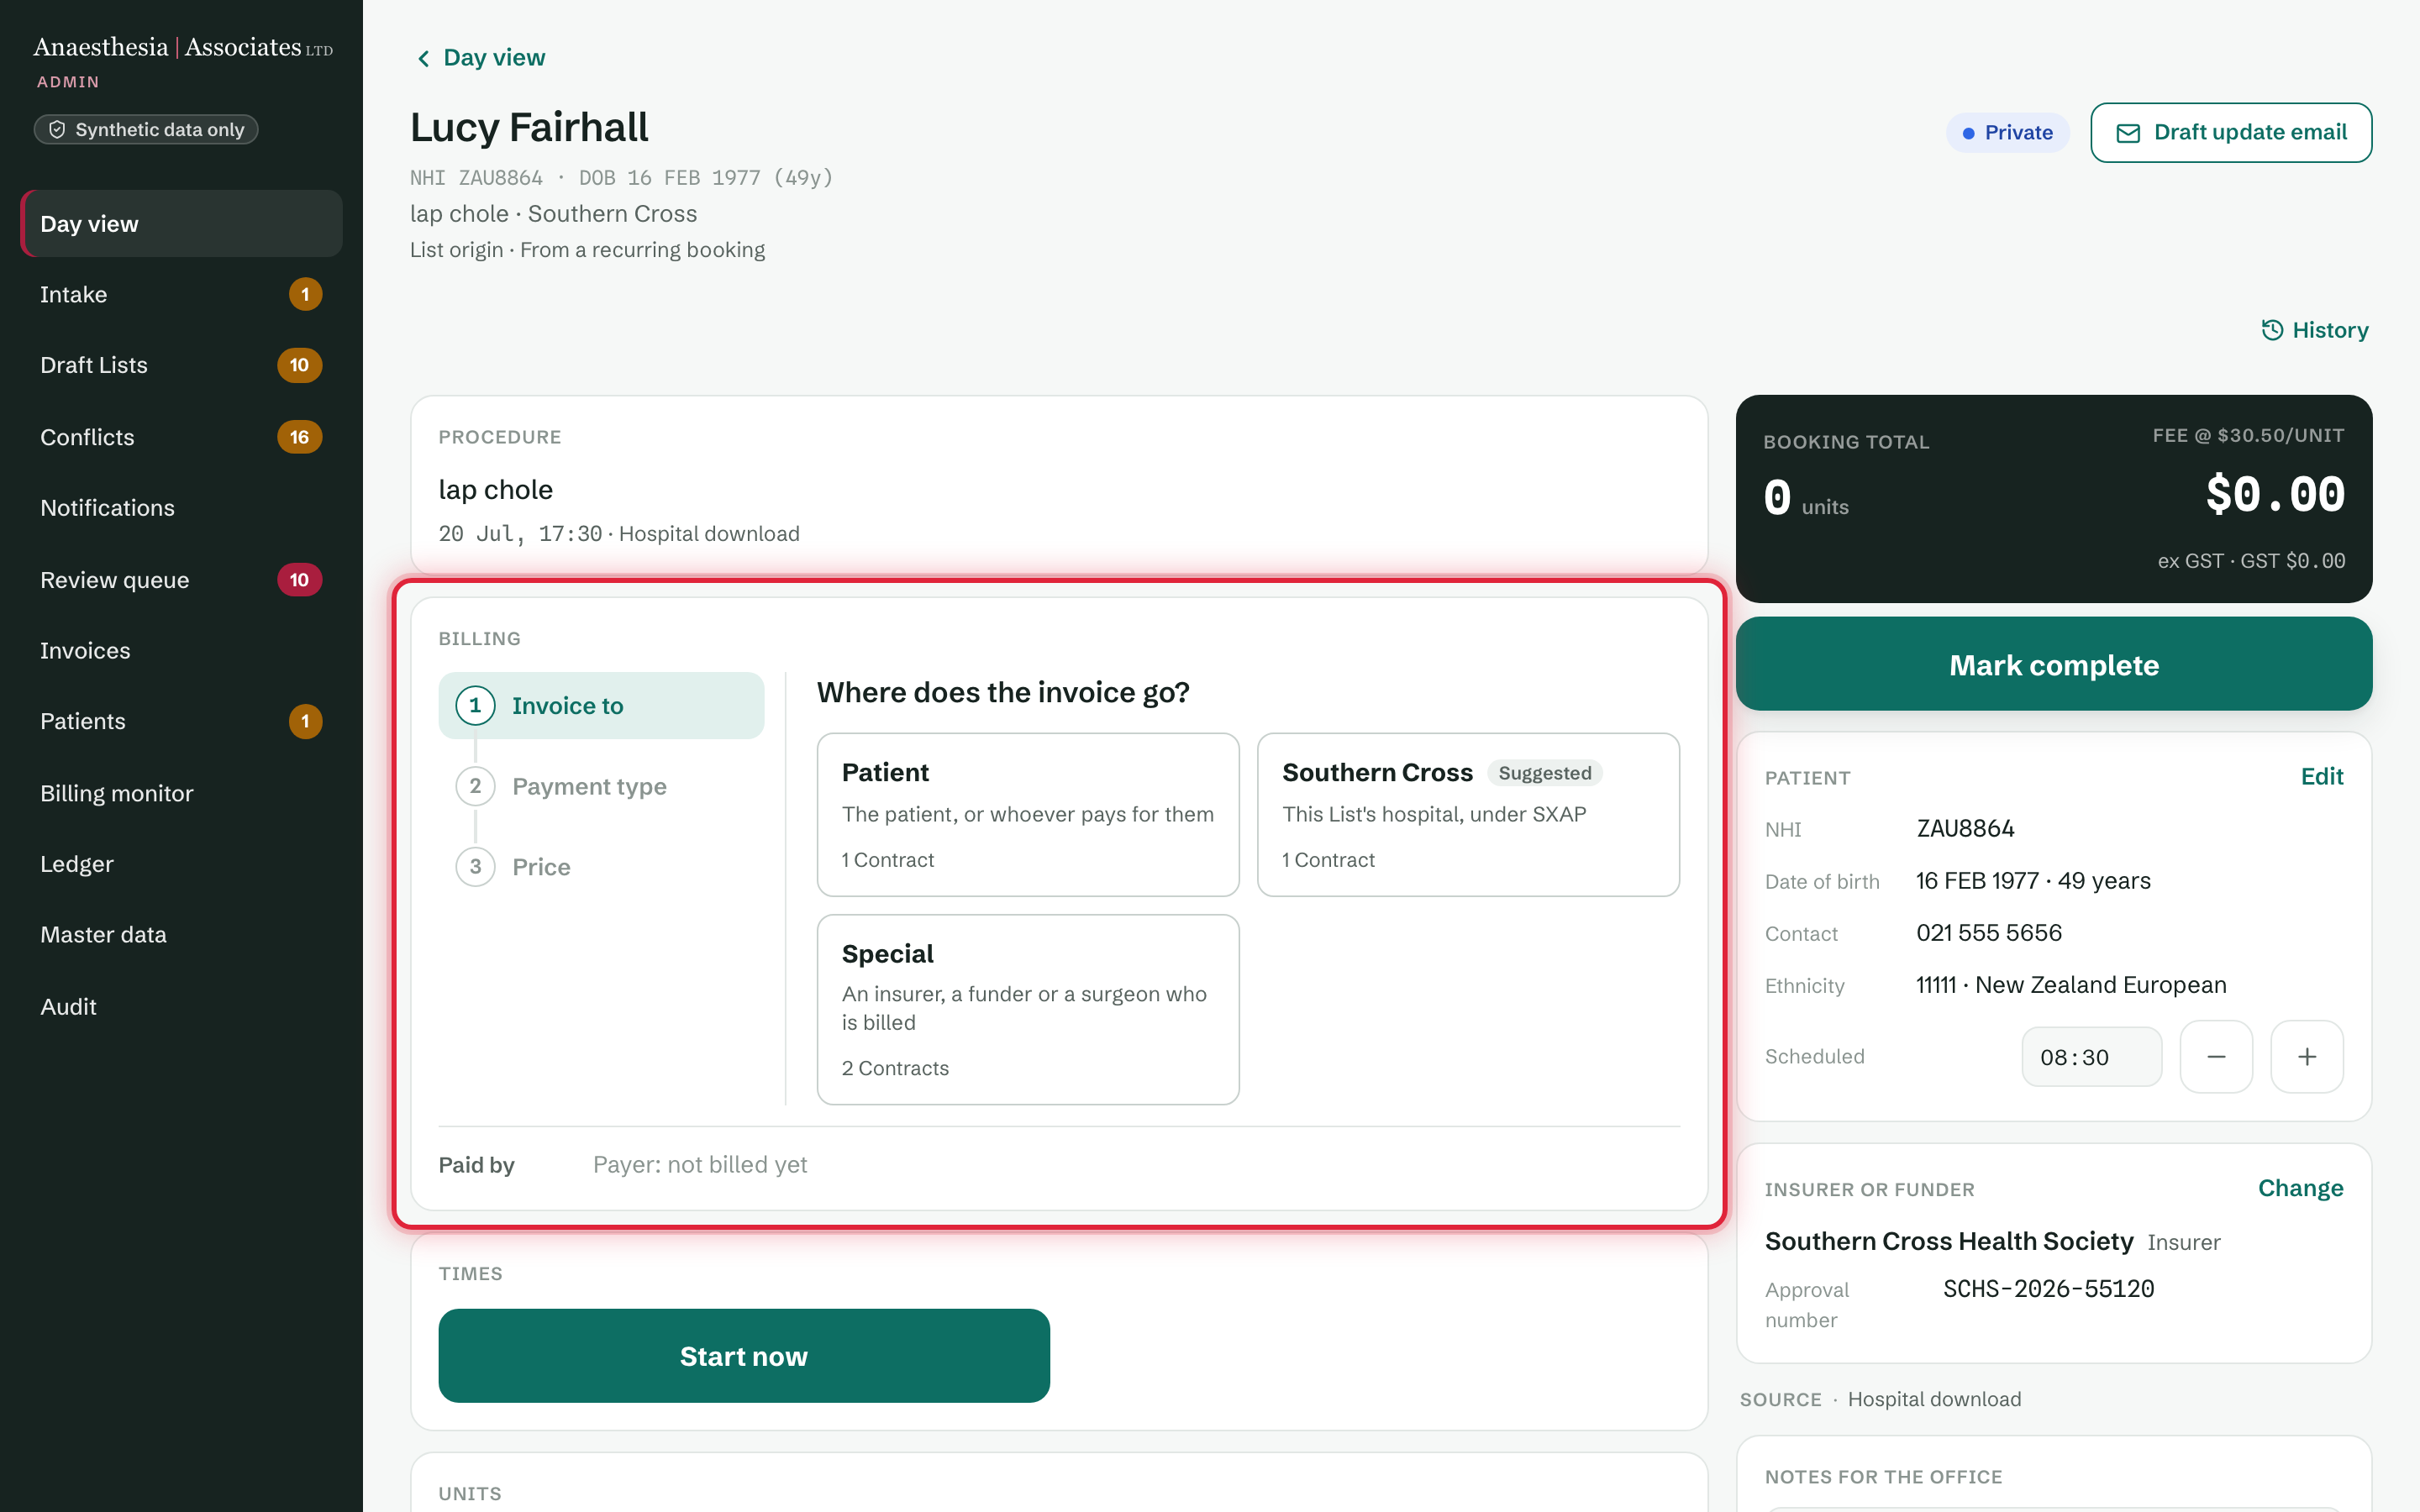 Anaesthesia | Associates LTD
ADMIN
Synthetic data only
Day view
Intake 1
Draft Lists 10
Conflicts 16
Notifications
Review queue 10
Invoices
Patients 1
Billing monitor
Ledger
Master data
Audit
Day view
Lucy Fairhall
NHI ZAU8864 · DOB 16 FEB 1977 (49y)
lap chole · Southern Cross
List origin · From a recurring booking
Private
Draft update email
History
PROCEDURE
lap chole
20 Jul, 17:30 · Hospital download
BILLING
1 Invoice to
2 Payment type
3 Price
Where does the invoice go?
Patient
The patient, or whoever pays for them
1 Contract
Southern Cross Suggested
This List's hospital, under SXAP
1 Contract
Special
An insurer, a funder or a surgeon who
is billed
2 Contracts
Paid by Payer: not billed yet
TIMES
Start now
UNITS
BOOKING TOTAL FEE @ $30.50/UNIT
0 units $0.00
ex GST · GST $0.00
Mark complete
PATIENT Edit
NHI ZAU8864
Date of birth 16 FEB 1977 · 49 years
Contact 021 555 5656
Ethnicity 11111 · New Zealand European
Scheduled 08:30 − +
INSURER OR FUNDER Change
Southern Cross Health Society Insurer
Approval SCHS-2026-55120
number
SOURCE · Hospital download
NOTES FOR THE OFFICE